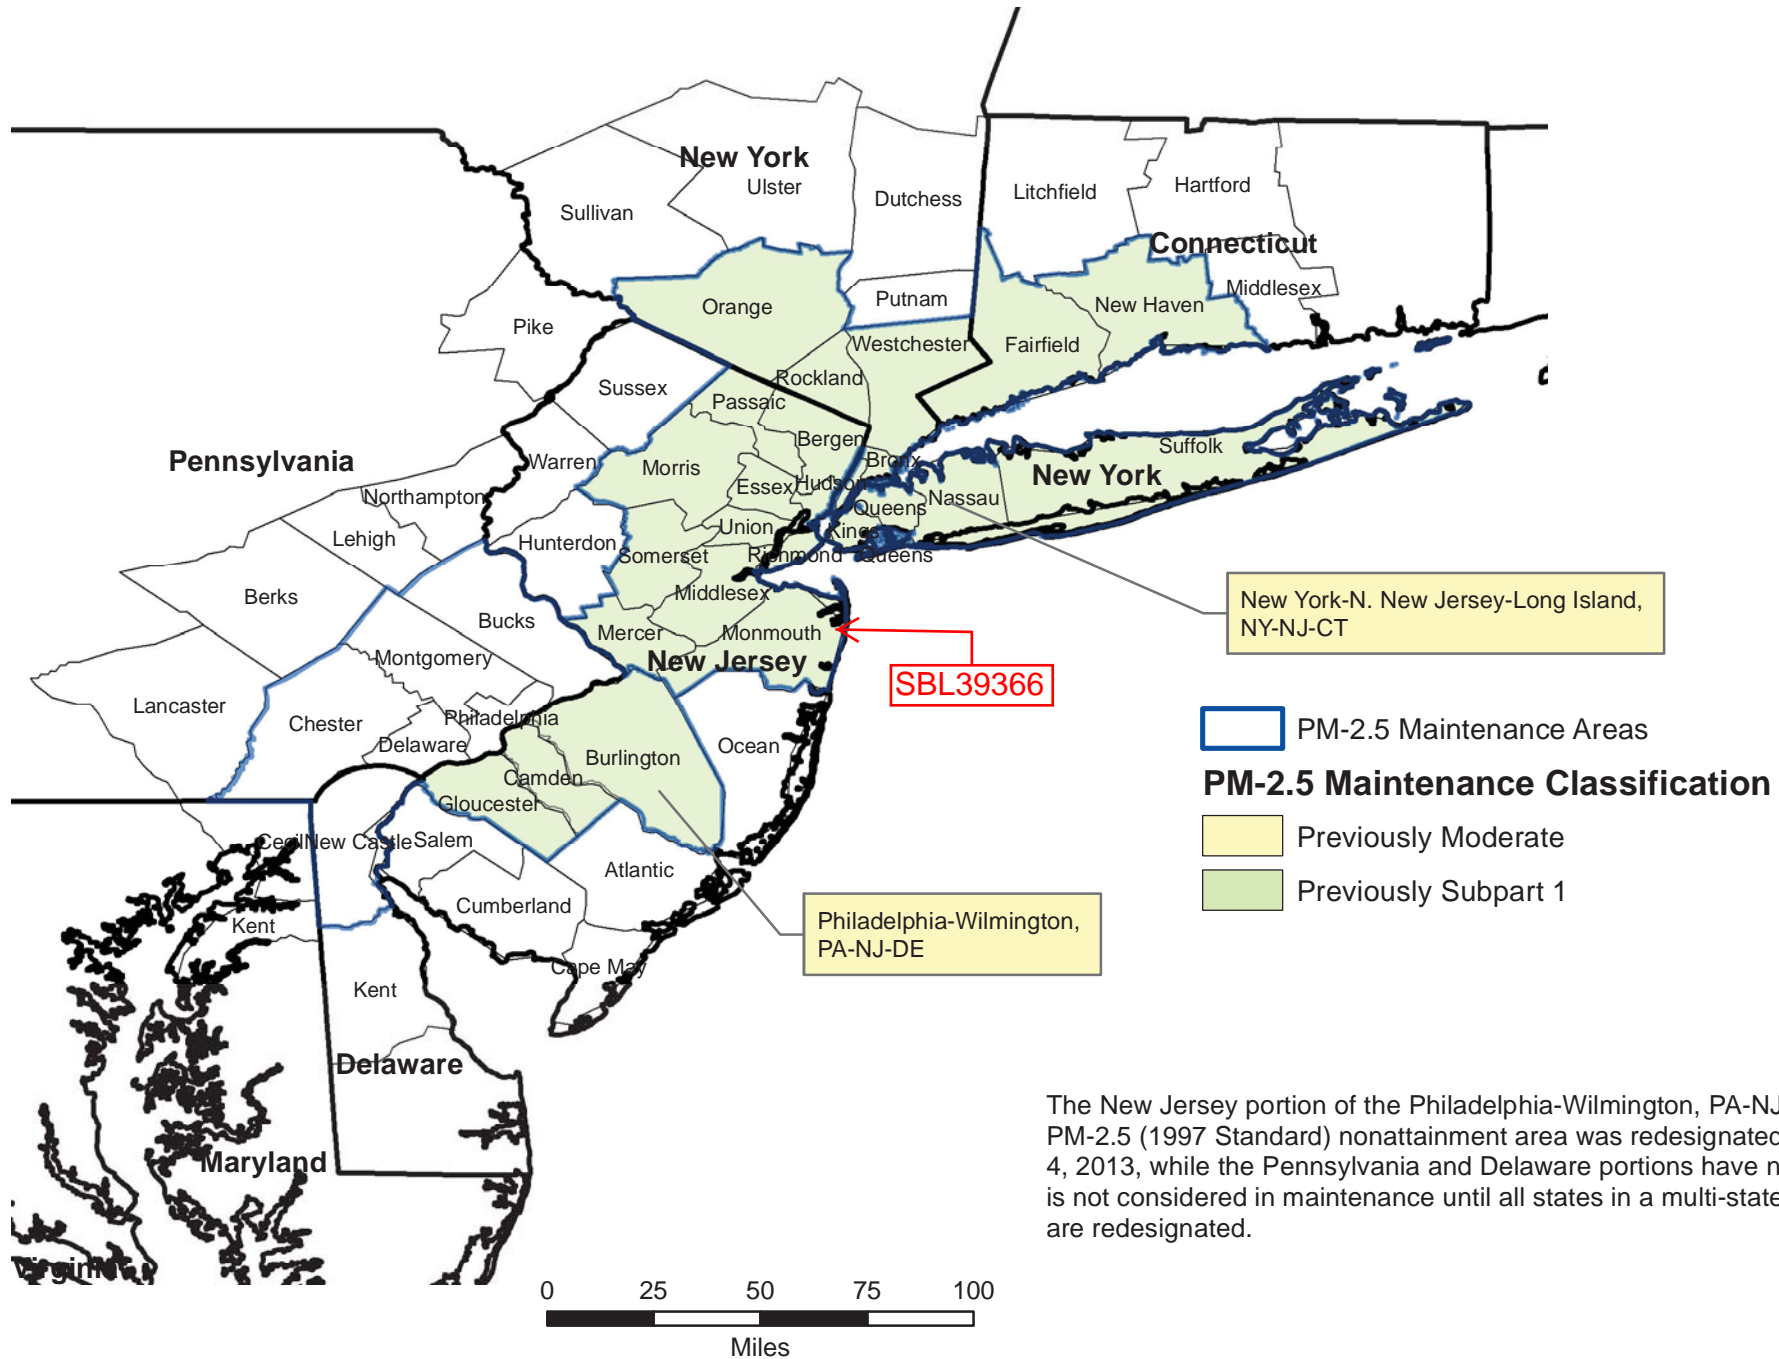 New York
Ulster
Sullivan
Dutchess
Litchfield
Hartford
Connecticut
Orange
Putnam
Middlesex
New Haven
Pike
Westchester
Fairfield
Rockland
Sussex
Passaic
Bergen
Suffolk
Pennsylvania
Warren
Morris
Bronx
New York
Northampton
Essex
Hudson
Nassau
Queens
Lehigh
Hunterdon
Union
Kings
Somerset
Richmond
Queens
Berks
Middlesex
New York-N. New Jersey-Long Island,
NY-NJ-CT
Bucks
Mercer
Monmouth
Montgomery
New Jersey
SBL39366
Lancaster
Chester
Philadelphia
Delaware
Ocean
Burlington
Camden
Gloucester
PM-2.5 Maintenance Areas
PM-2.5 Maintenance Classification
Previously Moderate
Previously Subpart 1
Cecil
New Castle
Salem
Atlantic
Cumberland
Kent
Philadelphia-Wilmington,
PA-NJ-DE
Cape May
Kent
Delaware
Maryland
Virginia
The New Jersey portion of the Philadelphia-Wilmington, PA-NJ
PM-2.5 (1997 Standard) nonattainment area was redesignated
4, 2013, while the Pennsylvania and Delaware portions have n
is not considered in maintenance until all states in a multi-state
are redesignated.
0 25 50 75 100
Miles